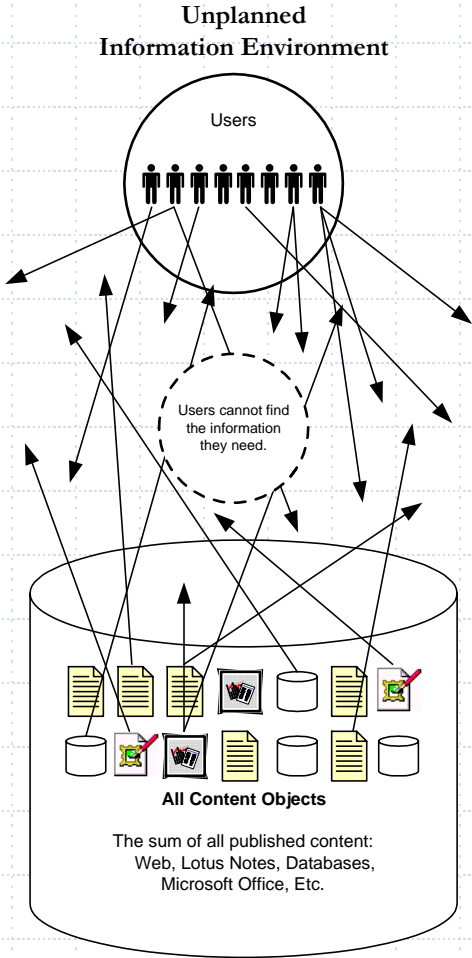 Unplanned
Information Environment
Users
Users cannot find
the information
they need.
All Content Objects
The sum of all published content:
Web, Lotus Notes, Databases,
Microsoft Office, Etc.